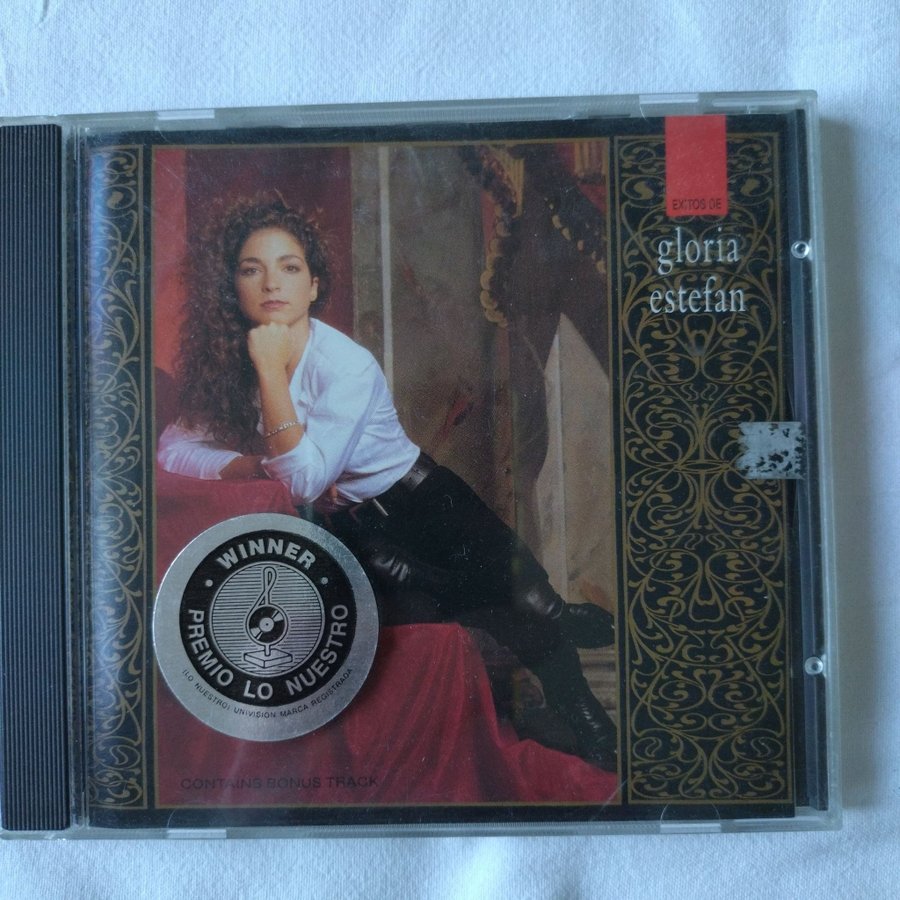 EXITOS DE
gloria
estefan
WINNER
PREMIO LO NUESTRO
(LO NUESTRO) UNIVISION MARCA REGISTRADA
CONTAINS BONUS TRACK